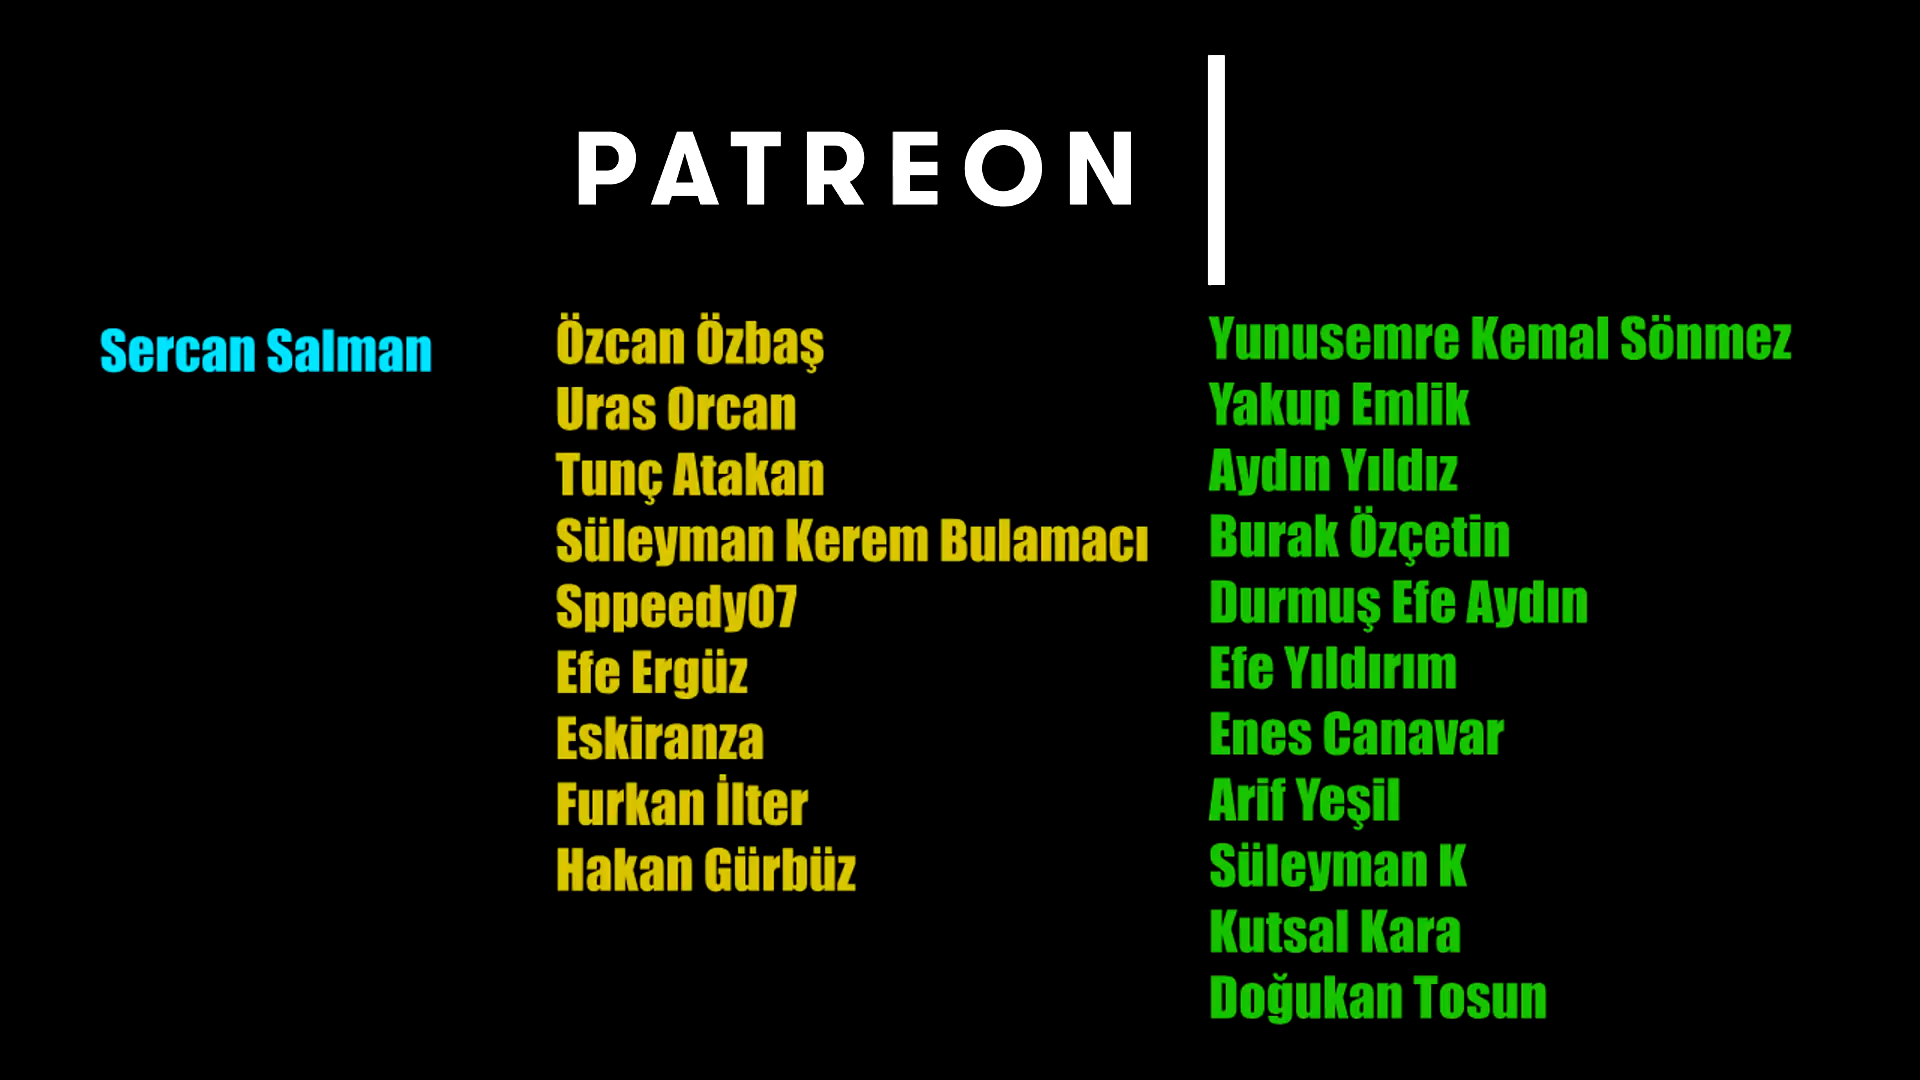 PATREON
Sercan Salman
Özcan Özbaş
Uras Orcan
Tunç Atakan
Süleyman Kerem Bulamacı
Sppeedy07
Efe Ergüz
Eskiranza
Furkan İlter
Hakan Gürbüz
Yunusemre Kemal Sönmez
Yakup Emlik
Aydın Yıldız
Burak Özçetin
Durmuş Efe Aydın
Efe Yıldırım
Enes Canavar
Arif Yeşil
Süleyman K
Kutsal Kara
Doğukan Tosun